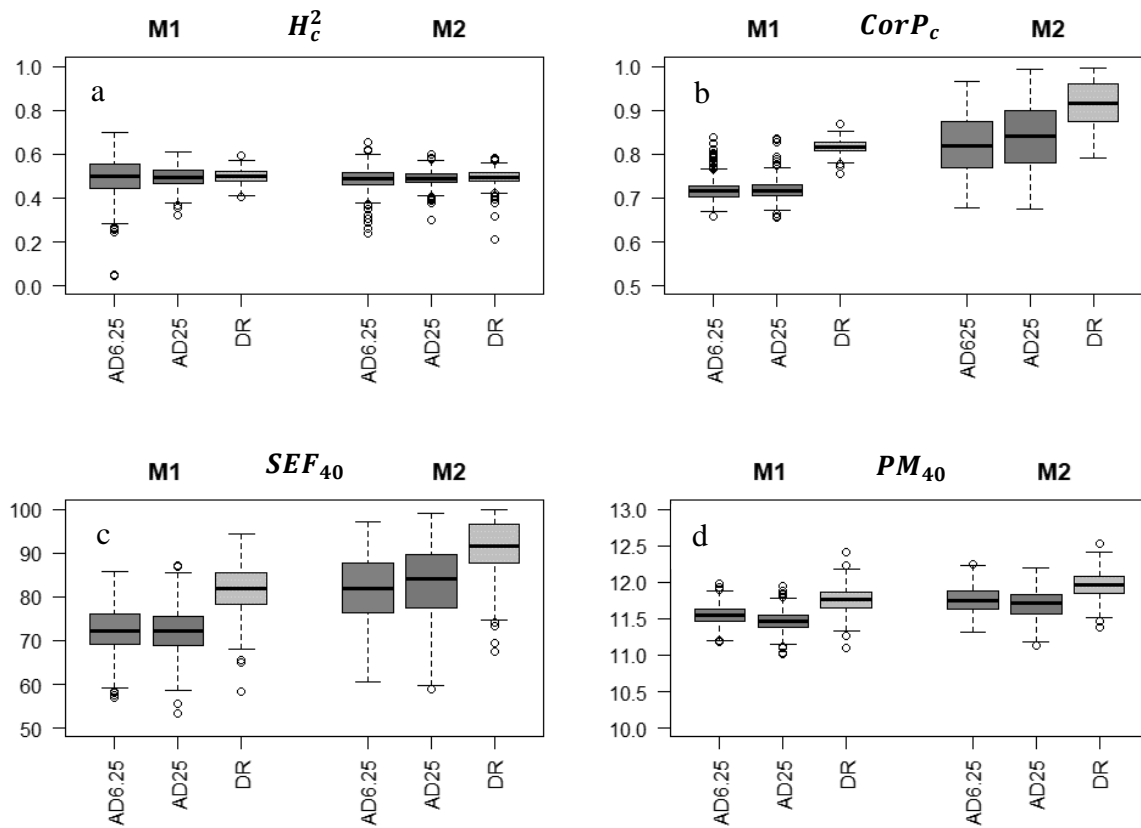 M1 H_c^2 M2
a
1.0
0.8
0.6
0.4
0.2
0.0
AD6.25 AD25 DR AD6.25 AD25 DR
M1 CorP_c M2
b
1.0
0.9
0.8
0.7
0.6
0.5
AD6.25 AD25 DR AD625 AD25 DR
M1 SEF_40 M2
c
100
90
80
70
60
50
AD6.25 AD25 DR AD6.25 AD25 DR
M1 PM_40 M2
d
13.0
12.5
12.0
11.5
11.0
10.5
10.0
AD6.25 AD25 DR AD6.25 AD25 DR